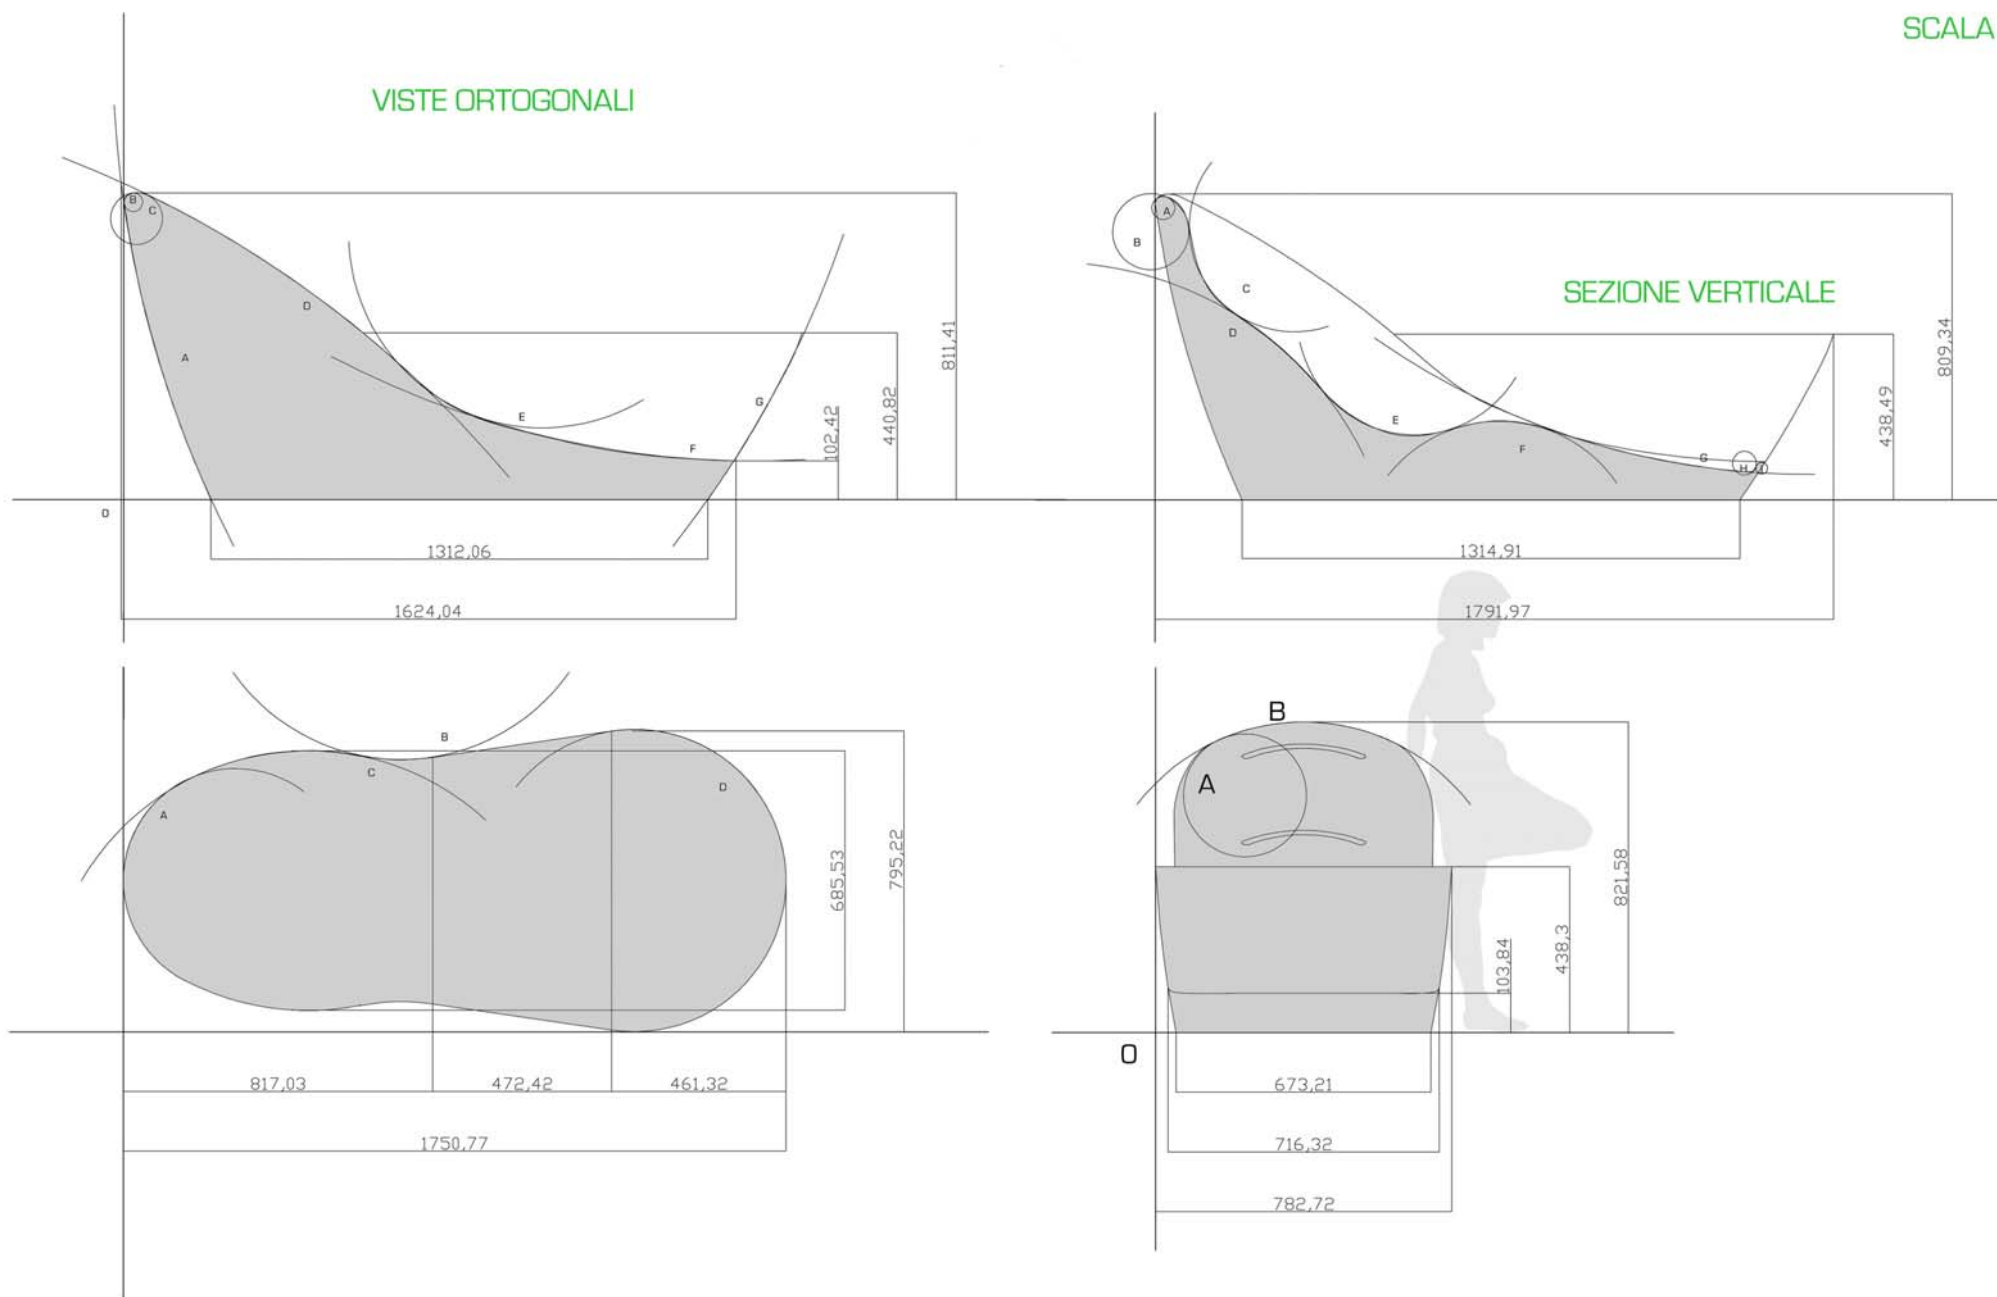 SCALA
VISTE ORTOGONALI
B
C
D
A
E
F
G
O
102,42
440,82
811,41
1312,06
1624,04
A
B
C
D
E
F
G
H
I
SEZIONE VERTICALE
438,49
809,34
1314,91
1791,97
A
B
C
D
685,53
795,22
817,03
472,42
461,32
1750,77
B
A
O
103,84
438,3
821,58
673,21
716,32
782,72